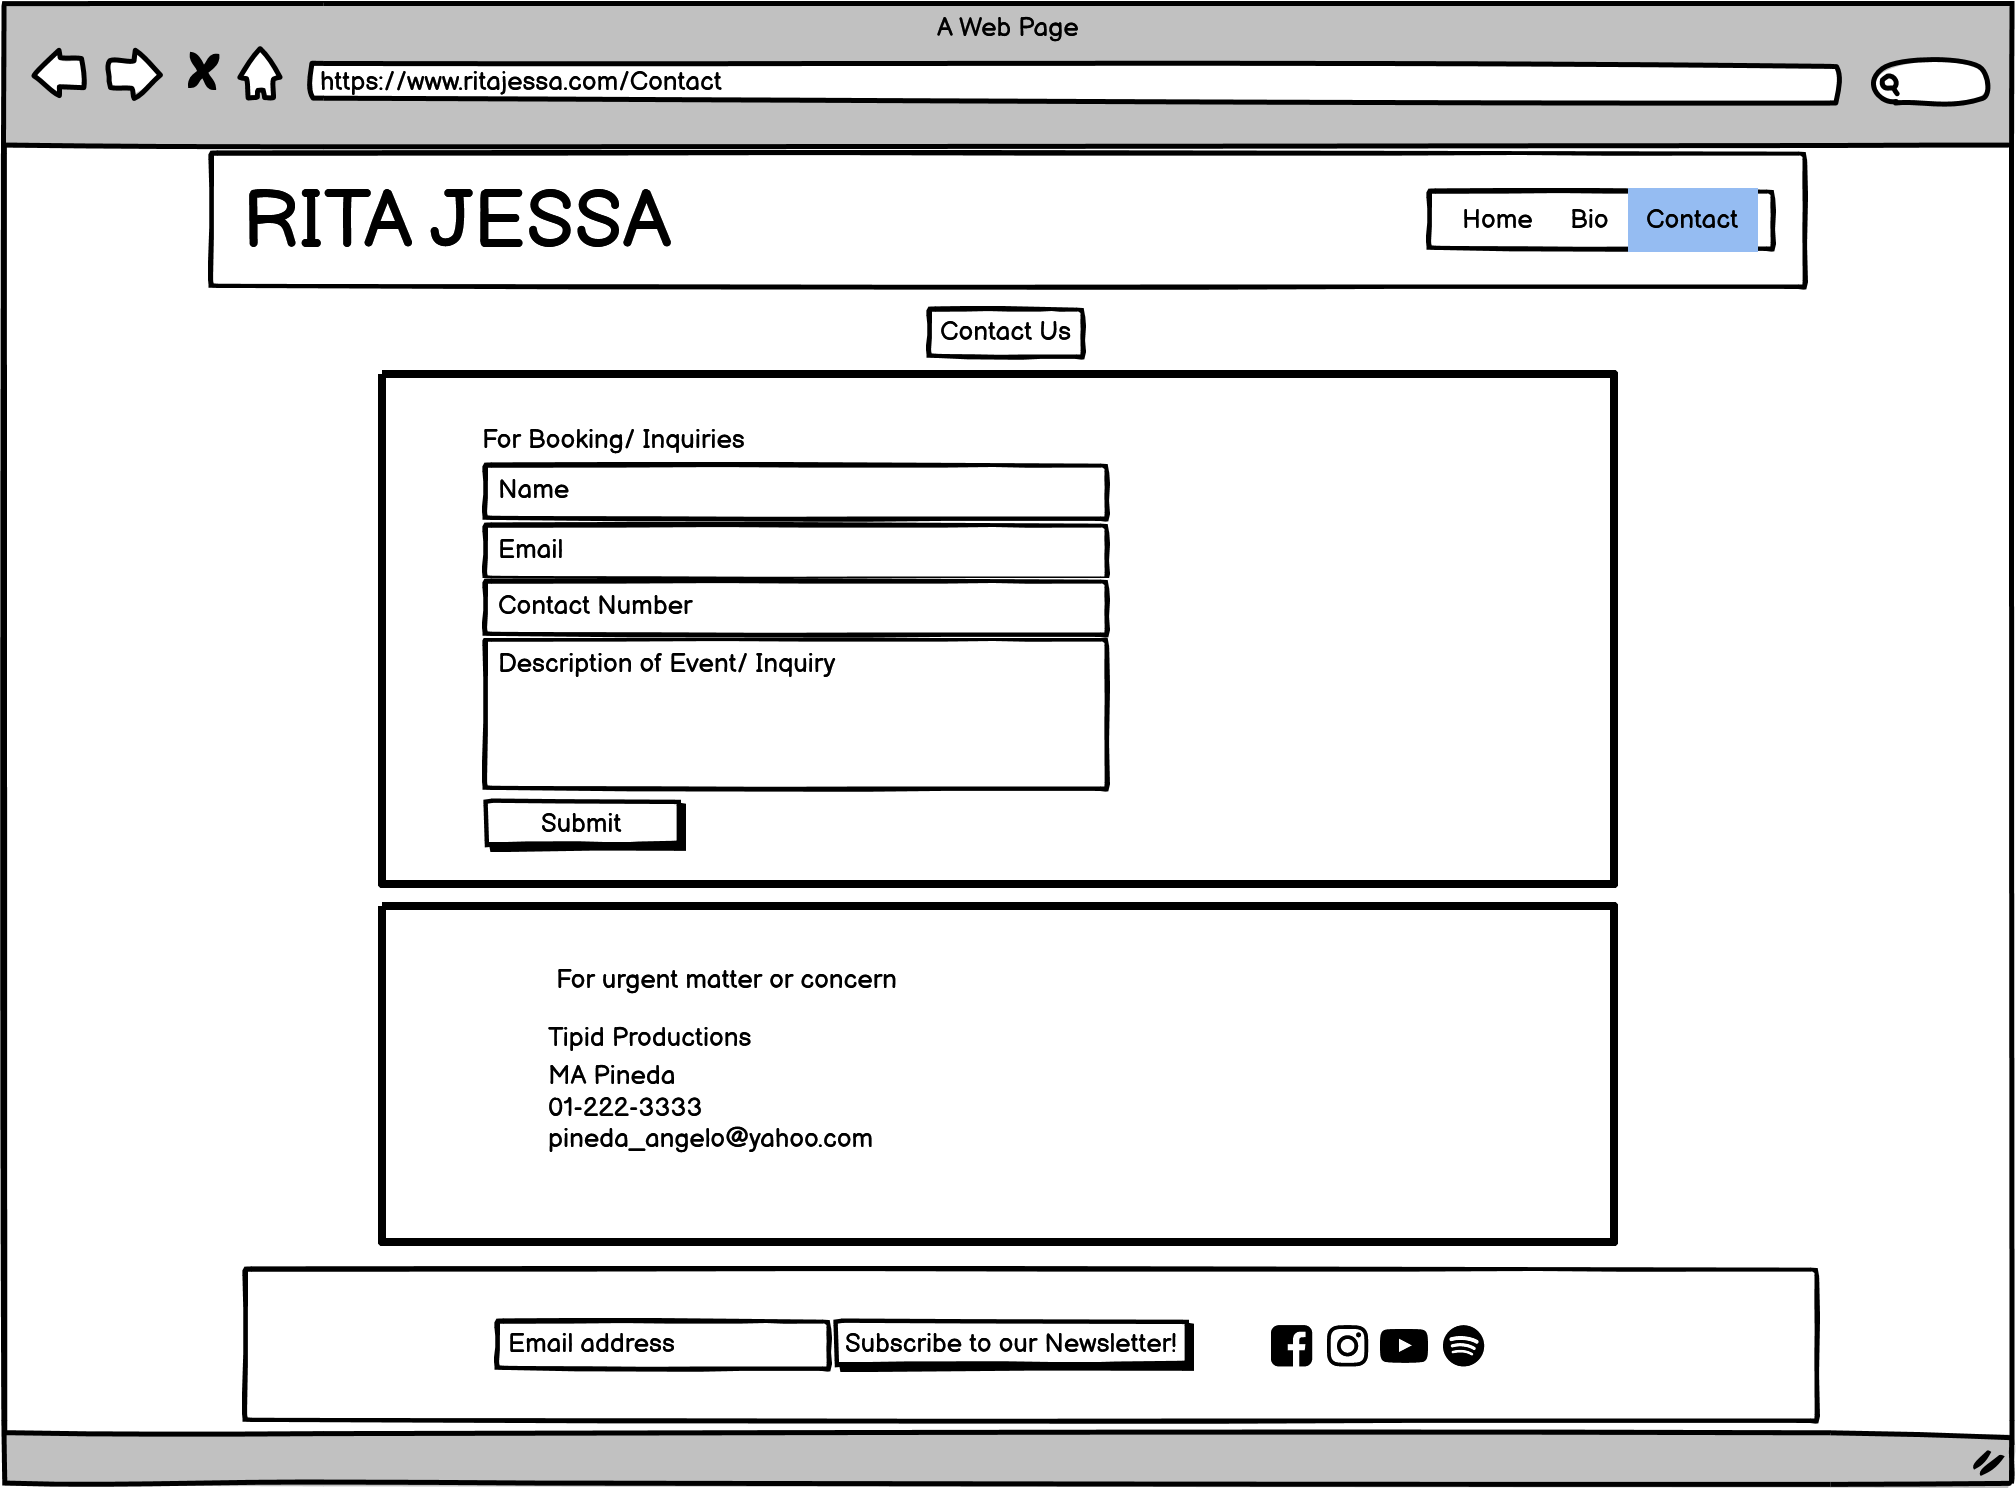 A Web Page
https://www.ritajessa.com/Contact
RITA JESSA
Home Bio Contact
Contact Us
For Booking/ Inquiries
Name
Email
Contact Number
Description of Event/ Inquiry
Submit
For urgent matter or concern
Tipid Productions
MA Pineda
01-222-3333
pineda_angelo@yahoo.com
Email address Subscribe to our Newsletter!